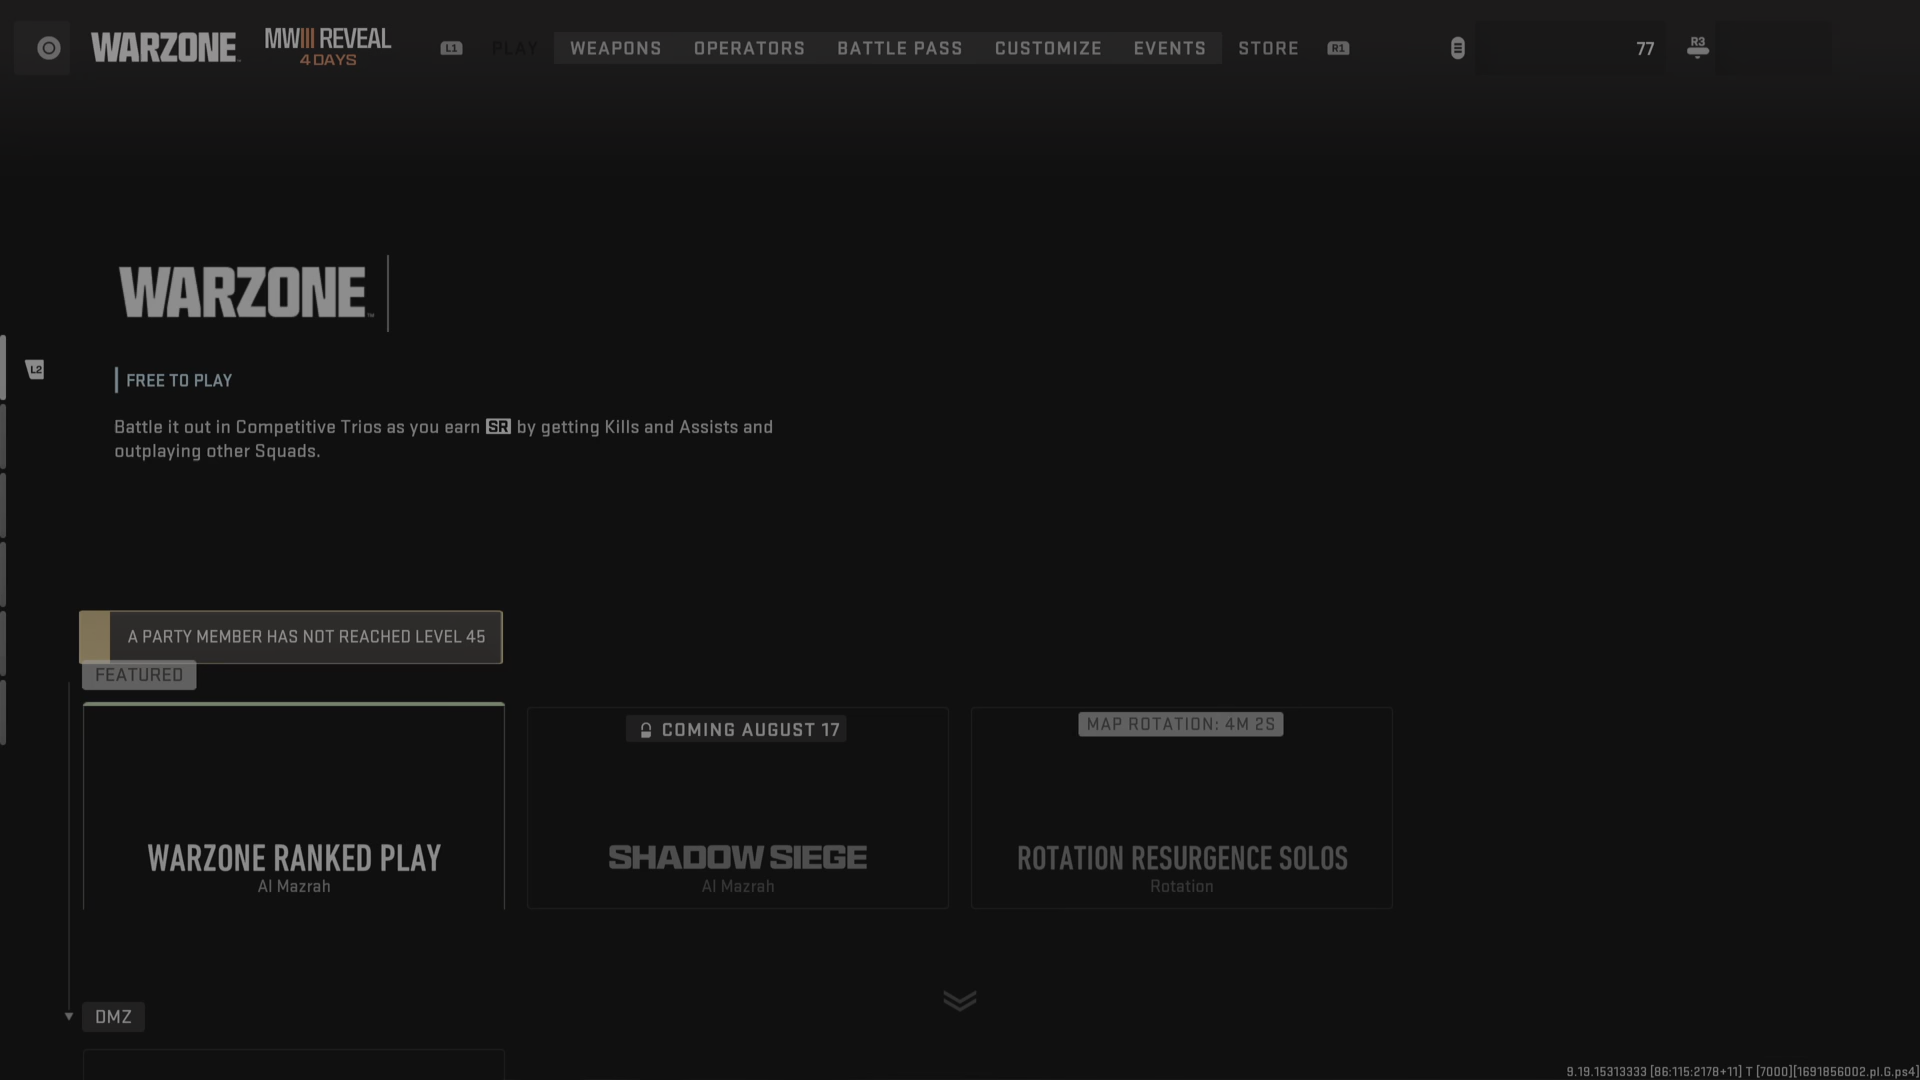 WARZONE
MWIII REVEAL
4 DAYS
L1
PLAY
WEAPONS
OPERATORS
BATTLE PASS
CUSTOMIZE
EVENTS
STORE
R1
77
R3
WARZONE™
L2
FREE TO PLAY
Battle it out in Competitive Trios as you earn SR by getting Kills and Assists and
outplaying other Squads.
A PARTY MEMBER HAS NOT REACHED LEVEL 45
FEATURED
WARZONE RANKED PLAY
Al Mazrah
COMING AUGUST 17
SHADOW SIEGE
Al Mazrah
MAP ROTATION: 4M 2S
ROTATION RESURGENCE SOLOS
Rotation
DMZ
9.19.15313333 [86:115:2178+11] T [7000][1691856002.pl.G.ps4]